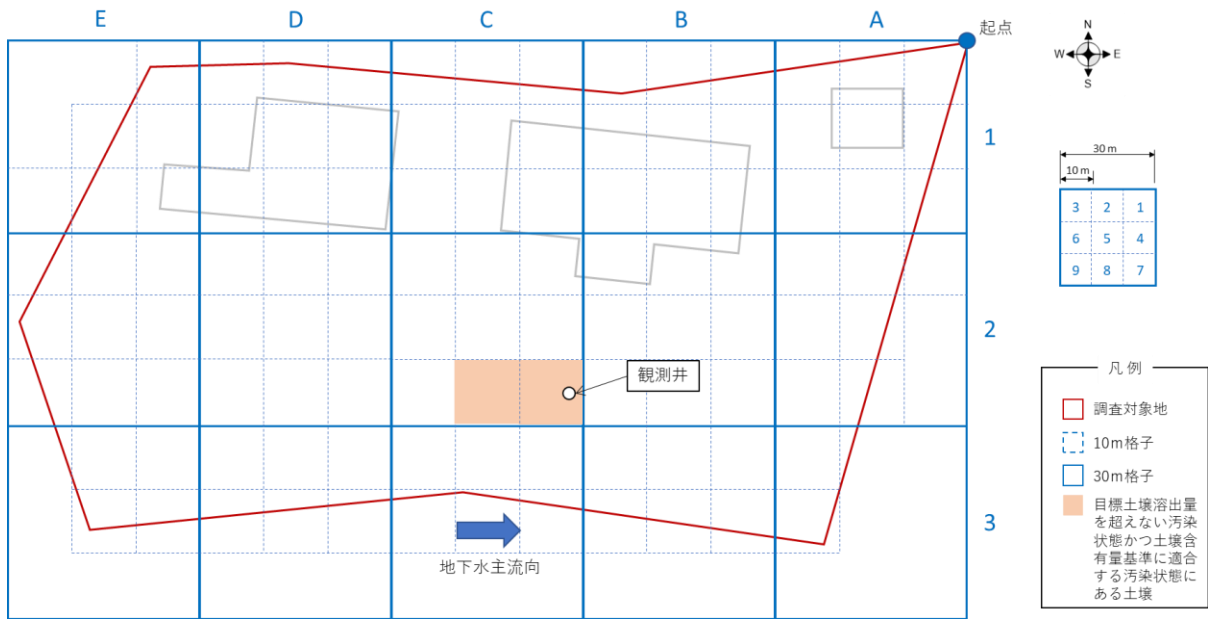 E D C B A
起点
N
W E
S
1
30 m
10 m
3 2 1
6 5 4
9 8 7
2
観測井
凡 例
調査対象地
10m格子
30m格子
目標土壌溶出量
を超えない汚染
状態かつ土壌含
有量基準に適合
する汚染状態に
ある土壌
3
地下水主流向